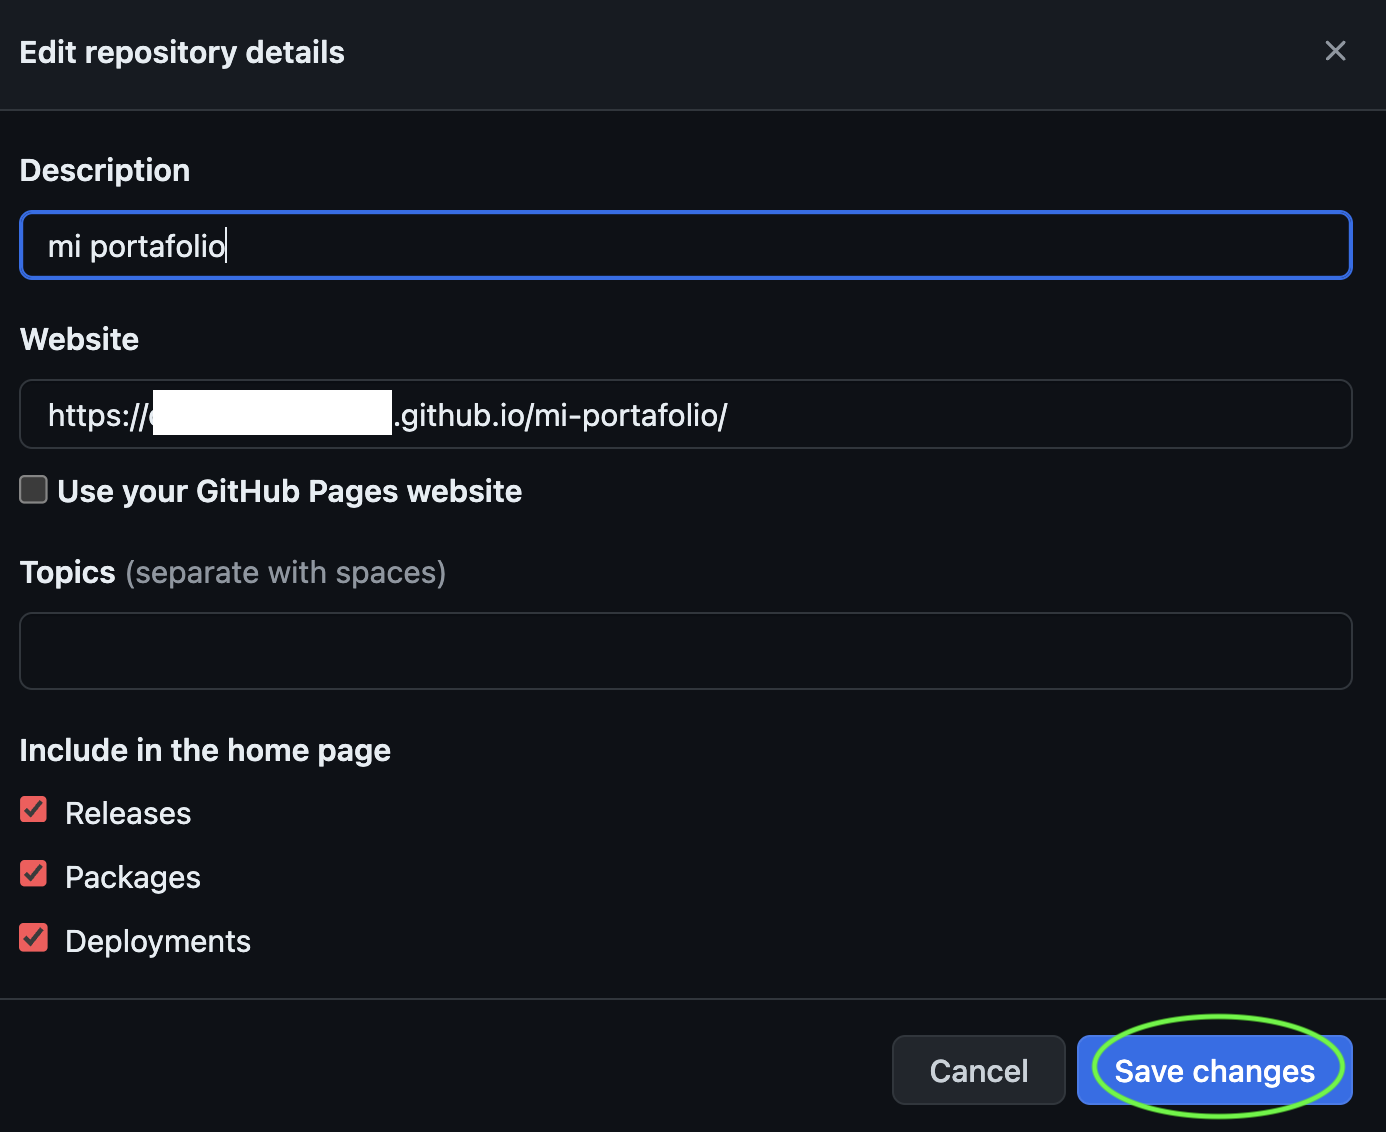 Edit repository details
Description
mi portafolio
Website
https:// .github.io/mi-portafolio/
Use your GitHub Pages website
Topics (separate with spaces)
Include in the home page
Releases
Packages
Deployments
Cancel
Save changes